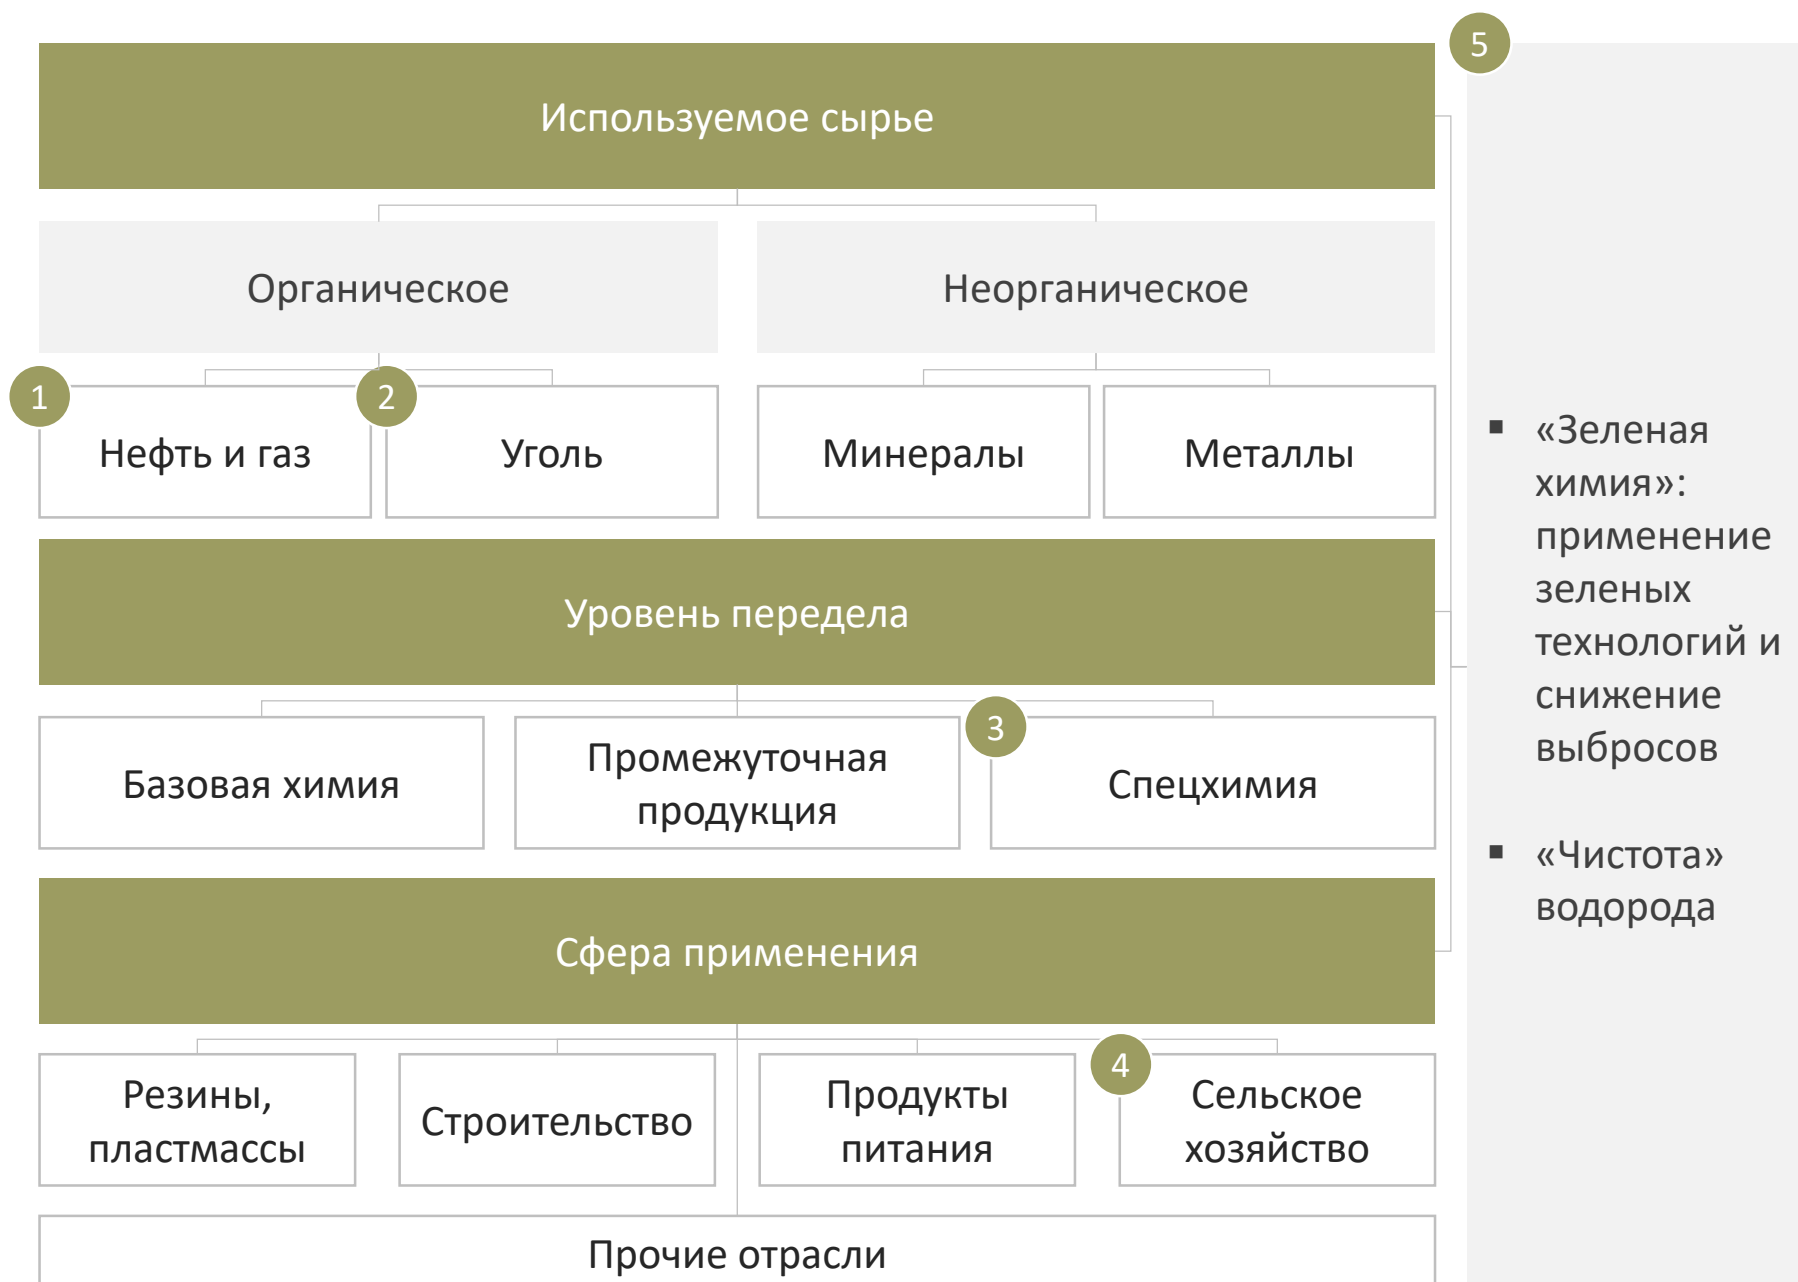 5
Используемое сырье
Органическое
Неорганическое
1
Нефть и газ
2
Уголь
Минералы
Металлы
Уровень передела
Базовая химия
Промежуточная
продукция
3
Спецхимия
Сфера применения
Резины,
пластмассы
Строительство
Продукты
питания
4
Сельское
хозяйство
Прочие отрасли
▪ «Зеленая
химия»:
применение
зеленых
технологий и
снижение
выбросов
▪ «Чистота»
водорода